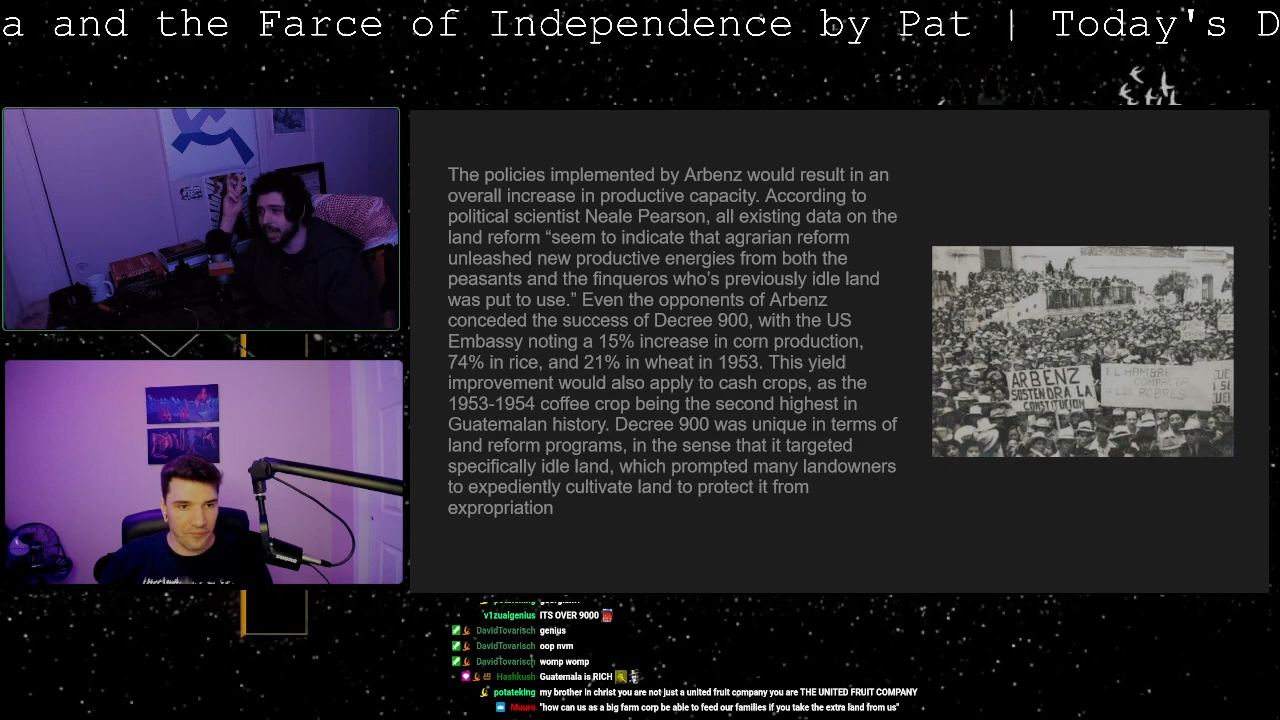 a and the Farce of Independence by Pat | Today's D
The policies implemented by Arbenz would result in an
overall increase in productive capacity. According to
political scientist Neale Pearson, all existing data on the
land reform “seem to indicate that agrarian reform
unleashed new productive energies from both the
peasants and the finqueros who’s previously idle land
was put to use.” Even the opponents of Arbenz
conceded the success of Decree 900, with the US
Embassy noting a 15% increase in corn production,
74% in rice, and 21% in wheat in 1953. This yield
improvement would also apply to cash crops, as the
1953-1954 coffee crop being the second highest in
Guatemalan history. Decree 900 was unique in terms of
land reform programs, in the sense that it targeted
specifically idle land, which prompted many landowners
to expediently cultivate land to protect it from
expropriation
ARBENZ
SOSTENDRA LA
CONSTITUCION
EL HAMBRE
COMPACTA
A LOS POBRES
v1zualgenius ITS OVER 9000
DavidTovarisch genius
DavidTovarisch oop nvm
DavidTovarisch womp womp
Hashkush Guatemala is RICH
potateking my brother in christ you are not just a united fruit company you are THE UNITED FRUIT COMPANY
Muuro "how can us as a big farm corp be able to feed our families if you take the extra land from us"